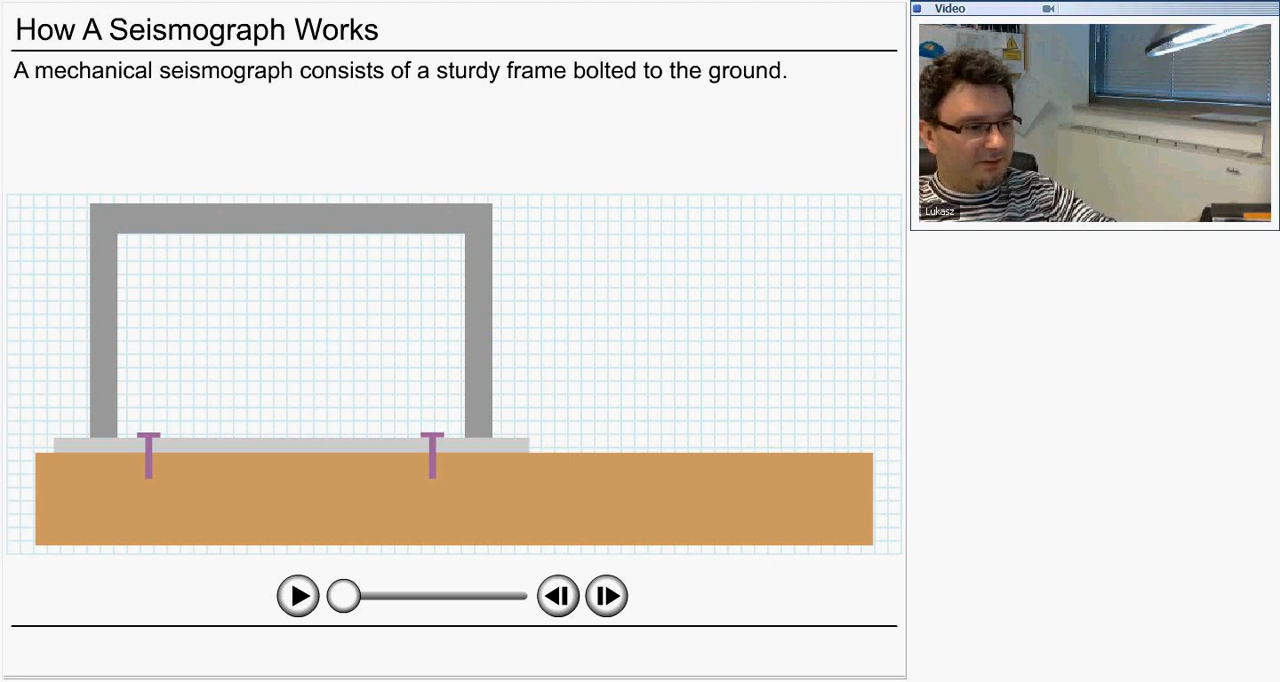 How A Seismograph Works
A mechanical seismograph consists of a sturdy frame bolted to the ground.
Video
Lukasz